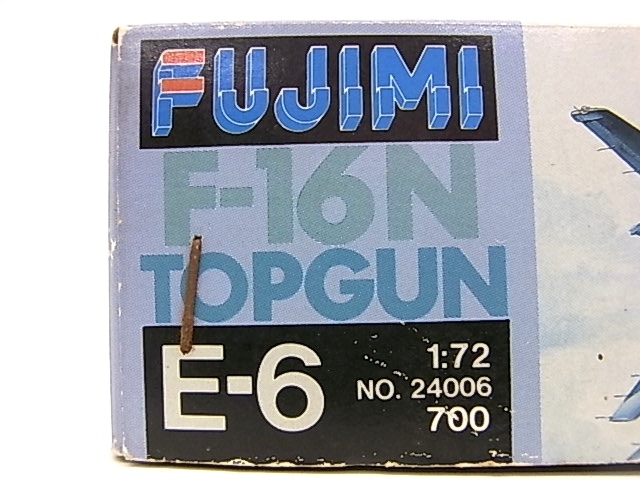 FUJIMI
F-16N
TOPGUN
E-6
1:72
NO. 24006
700